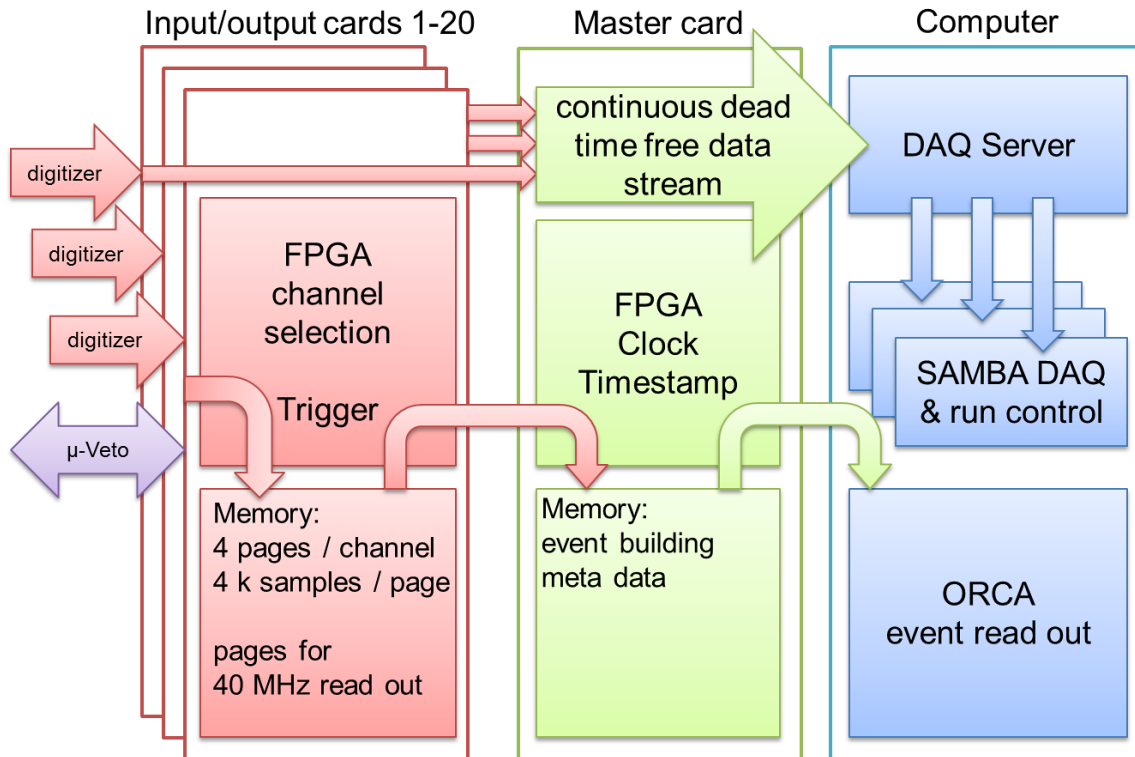 Input/output cards 1-20
Master card
Computer
digitizer
digitizer
digitizer
µ-Veto
FPGA
channel
selection
Trigger
Memory:
4 pages / channel
4 k samples / page
pages for
40 MHz read out
continuous dead
time free data
stream
FPGA
Clock
Timestamp
Memory:
event building
meta data
DAQ Server
SAMBA DAQ
& run control
ORCA
event read out